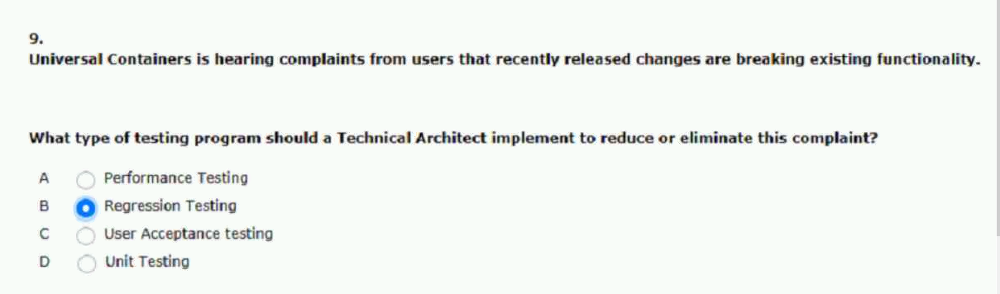 9.
Universal Containers is hearing complaints from users that recently released changes are breaking existing functionality.
What type of testing program should a Technical Architect implement to reduce or eliminate this complaint?
A Performance Testing
B Regression Testing
C User Acceptance testing
D Unit Testing